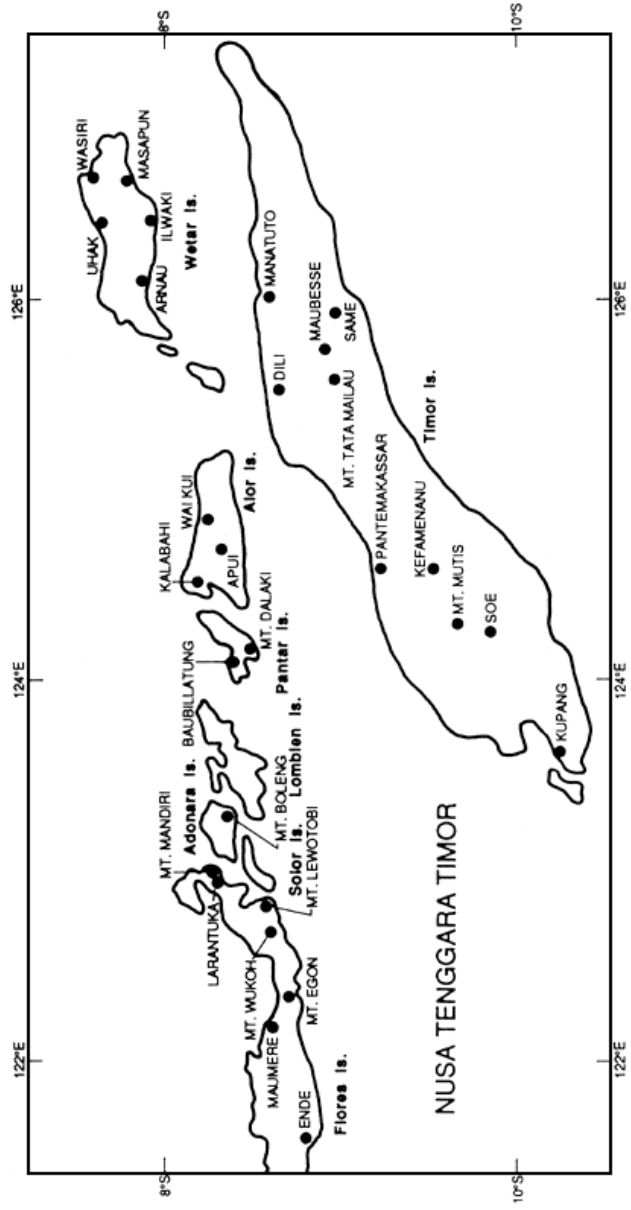 122°E
124°E
126°E
8°S
8°S
10°S
10°S
WASIRI
UHAK
MASAPUN
ILWAKI
ARNAU
Wetar Is.
KALABAHI
WAI KUI
APUI
Alor Is.
BAUBILLATUNG
MT. DALAKI
Pantar Is.
Lomblen Is.
Adonara Is.
MT. BOLENG
Solor Is.
MT. MANDIRI
LARANTUKA
MT. LEWOTOBI
MT. WUKOH
MT. EGON
MAUMERE
ENDE
Flores Is.
MANATUTO
DILI
MAUBESSE
SAME
MT. TATA MAILAU
Timor Is.
PANTEMAKASSAR
KEFAMENANU
MT. MUTIS
SOE
KUPANG
NUSA TENGGARA TIMOR
122°E
124°E
126°E